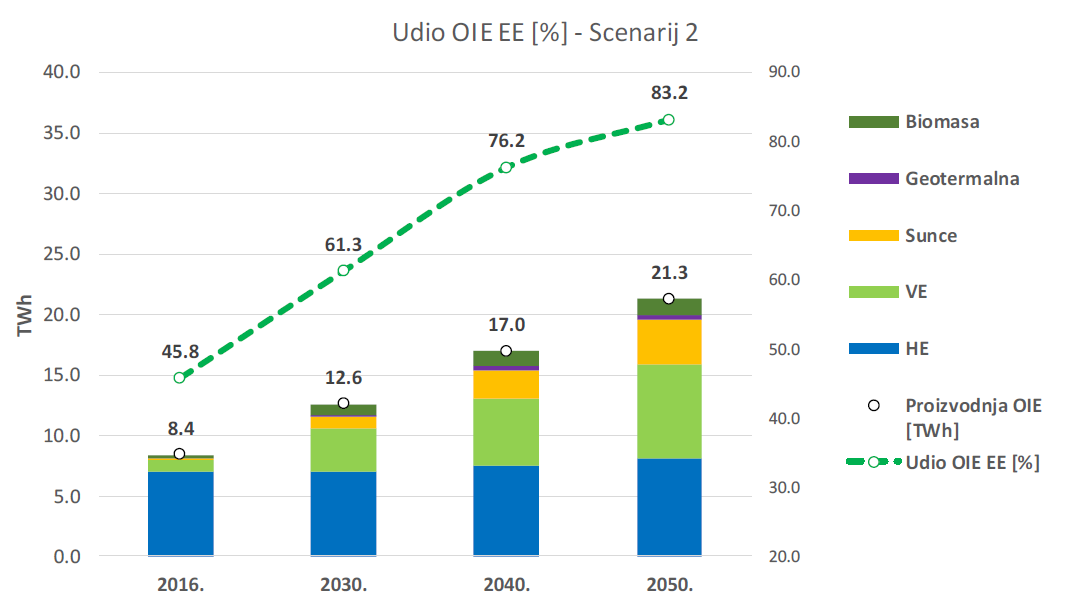 Udio OIE EE [%] - Scenarij 2
40.0
35.0
30.0
25.0
20.0
15.0
10.0
5.0
0.0
TWh
90.0
80.0
70.0
60.0
50.0
40.0
30.0
20.0
45.8
61.3
76.2
83.2
8.4
12.6
17.0
21.3
2016.
2030.
2040.
2050.
Biomasa
Geotermalna
Sunce
VE
HE
Proizvodnja OIE
[TWh]
Udio OIE EE [%]